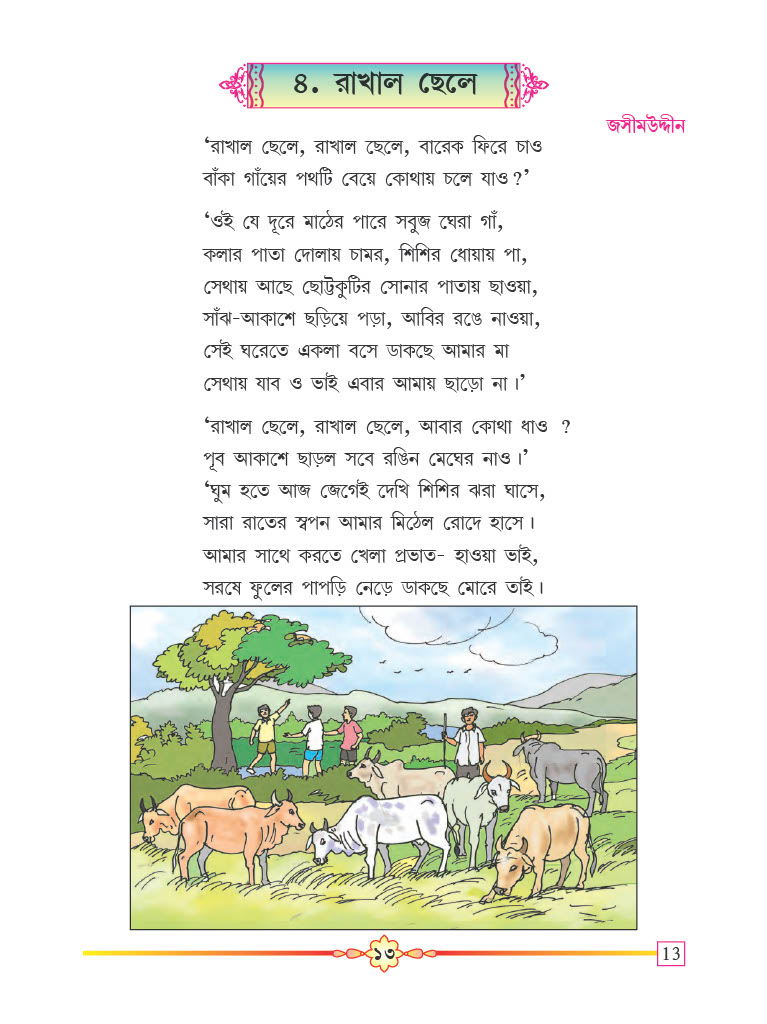 ৪. রাখাল ছেলে
জসীমউদ্দীন
‘রাখাল ছেলে, রাখাল ছেলে, বারেক ফিরে চাও
বাঁকা গাঁয়ের পথটি বেয়ে কোথায় চলে যাও ?’
‘ওই যে দূরে মাঠের পারে সবুজ ঘেরা গাঁ,
কলার পাতা দোলায় চামর, শিশির ধোয়ায় পা,
সেথায় আছে ছোট্টকুটির সোনার পাতায় ছাওয়া,
সাঁঝ-আকাশে ছড়িয়ে পড়া, আবির রঙে নাওয়া,
সেই ঘরেতে একলা বসে ডাকছে আমার মা
সেথায় যাব ও ভাই এবার আমায় ছাড়ো না।’
‘রাখাল ছেলে, রাখাল ছেলে, আবার কোথা ধাও ?
পূব আকাশে ছাড়ল সবে রঙিন মেঘের নাও।’
‘ঘুম হতে আজ জেগেই দেখি শিশির ঝরা ঘাসে,
সারা রাতের স্বপন আমার মিঠেল রোদে হাসে।
আমার সাথে করতে খেলা প্রভাত- হাওয়া ভাই,
সরষে ফুলের পাপড়ি নেড়ে ডাকছে মোরে তাই।
১৩
13